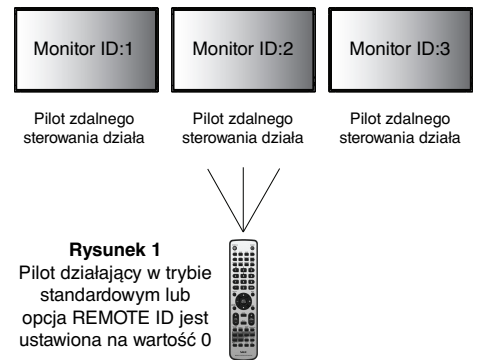 Monitor ID:1 Monitor ID:2 Monitor ID:3
Pilot zdalnego
sterowania działa
Pilot zdalnego
sterowania działa
Pilot zdalnego
sterowania działa
Rysunek 1
Pilot działający w trybie
standardowym lub
opcja REMOTE ID jest
ustawiona na wartość 0